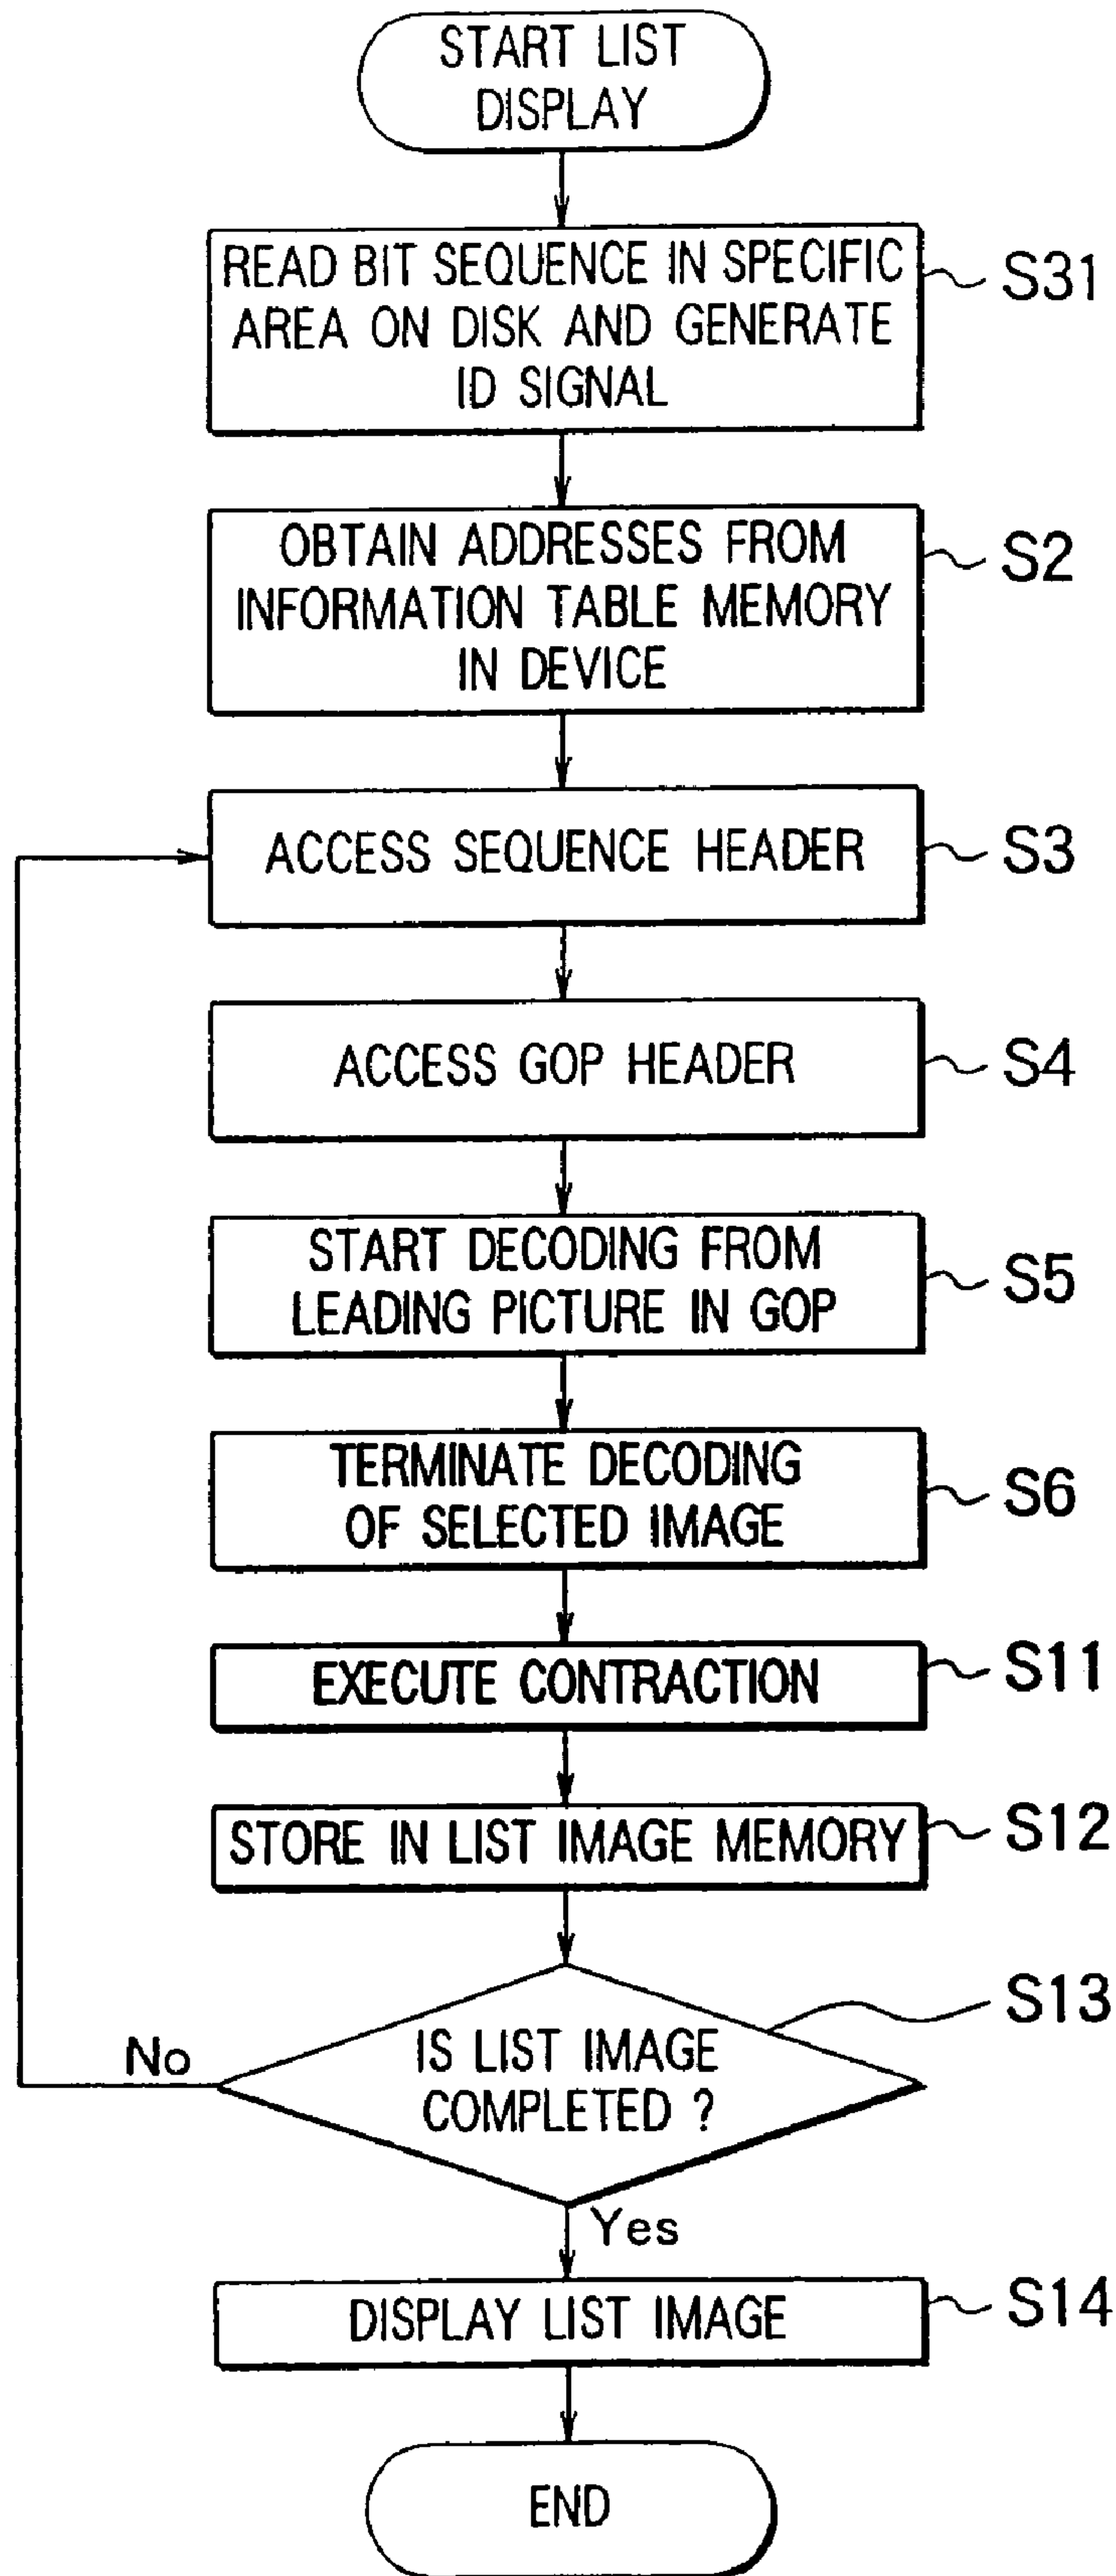 START LIST
DISPLAY
READ BIT SEQUENCE IN SPECIFIC
AREA ON DISK AND GENERATE
ID SIGNAL
S31
OBTAIN ADDRESSES FROM
INFORMATION TABLE MEMORY
IN DEVICE
S2
ACCESS SEQUENCE HEADER
S3
ACCESS GOP HEADER
S4
START DECODING FROM
LEADING PICTURE IN GOP
S5
TERMINATE DECODING
OF SELECTED IMAGE
S6
EXECUTE CONTRACTION
S11
STORE IN LIST IMAGE MEMORY
S12
IS LIST IMAGE
COMPLETED ?
S13
No
Yes
DISPLAY LIST IMAGE
S14
END